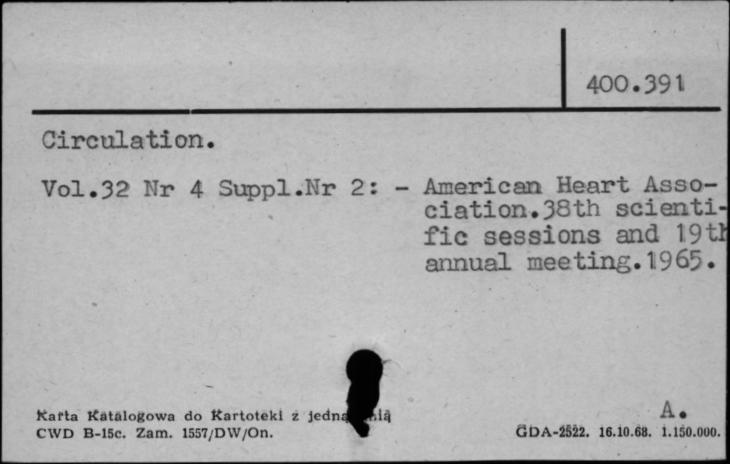 400.391
Circulation.
Vol.32 Nr 4 Suppl.Nr 2: - American Heart Asso-
ciation.38th scienti-
fic sessions and 19th
annual meeting.1965.
A.
Karta Katalogowa do Kartoteki z
CWD B-15c. Zam. 1557/DW/On.
GDA-2522. 16.10.68. 1.150.000.